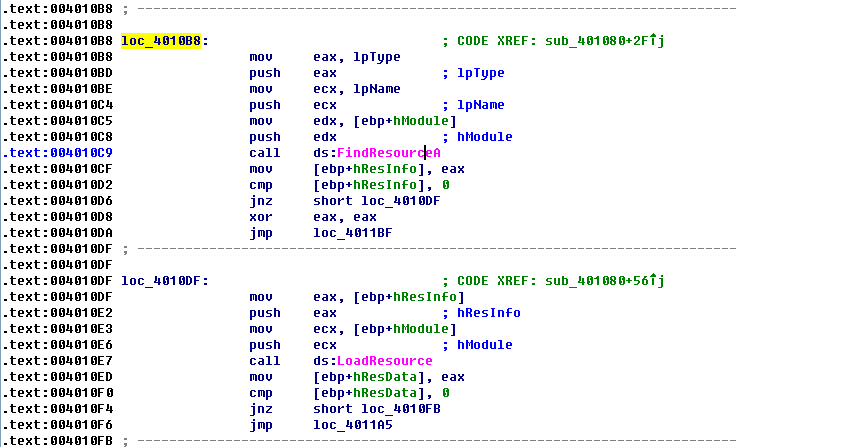 .text:004010B8 ; ---------------------------------------------------------------------------
.text:004010B8
.text:004010B8 loc_4010B8: ; CODE XREF: sub_401080+2F↑j
.text:004010B8 mov eax, lpType
.text:004010BD push eax ; lpType
.text:004010BE mov ecx, lpName
.text:004010C4 push ecx ; lpName
.text:004010C5 mov edx, [ebp+hModule]
.text:004010C8 push edx ; hModule
.text:004010C9 call ds:FindResourceA
.text:004010CF mov [ebp+hResInfo], eax
.text:004010D2 cmp [ebp+hResInfo], 0
.text:004010D6 jnz short loc_4010DF
.text:004010D8 xor eax, eax
.text:004010DA jmp loc_4011BF
.text:004010DF ; ---------------------------------------------------------------------------
.text:004010DF
.text:004010DF loc_4010DF: ; CODE XREF: sub_401080+56↑j
.text:004010DF mov eax, [ebp+hResInfo]
.text:004010E2 push eax ; hResInfo
.text:004010E3 mov ecx, [ebp+hModule]
.text:004010E6 push ecx ; hModule
.text:004010E7 call ds:LoadResource
.text:004010ED mov [ebp+hResData], eax
.text:004010F0 cmp [ebp+hResData], 0
.text:004010F4 jnz short loc_4010FB
.text:004010F6 jmp loc_4011A5
.text:004010FB ; ---------------------------------------------------------------------------